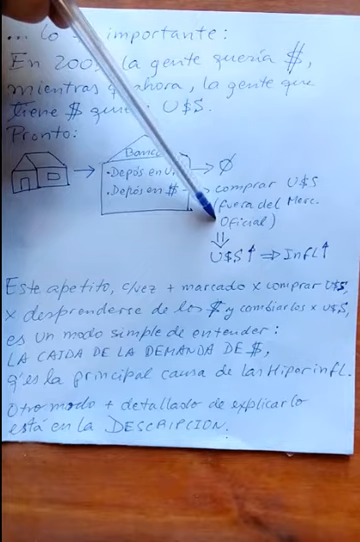 ... lo importante:
En 200 la gente quería $,
mientras ahora, la gente que
tiene $ U$S.
Pronto:
Banco
• Depós en U → Ø
• Depós en $ comprar U$S
(fuera del Merc.
Oficial)
U$S↑ ⇒ Infl↑
Este apetito, c/vez + marcado x comprar U$S,
x desprenderse de los $ y cambiarlos x U$S,
es un modo simple de entender:
LA CAIDA DE LA DEMANDA DE $,
q' es la principal causa de las Hiperinfl.
Otro modo + detallado de explicarlo
está en la DESCRIPCION.